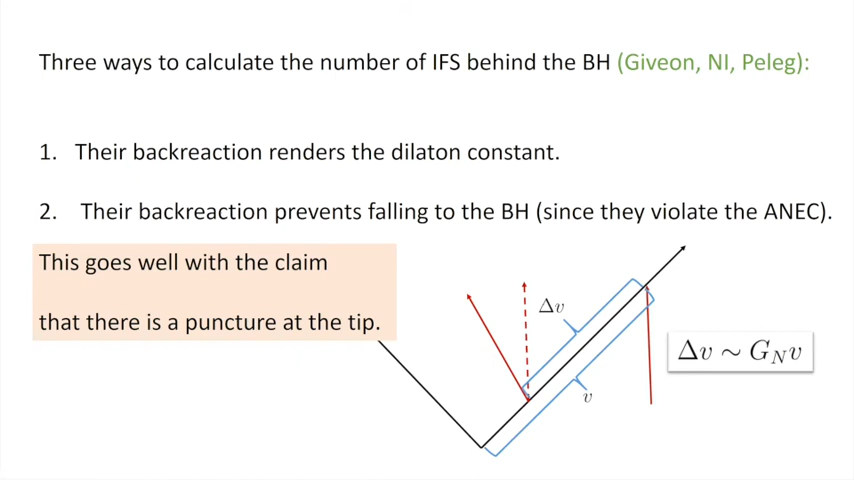 Three ways to calculate the number of IFS behind the BH (Giveon, NI, Peleg):
1. Their backreaction renders the dilaton constant.
2. Their backreaction prevents falling to the BH (since they violate the ANEC).
This goes well with the claim
that there is a puncture at the tip.
Δv
v
Δv ~ G_N v